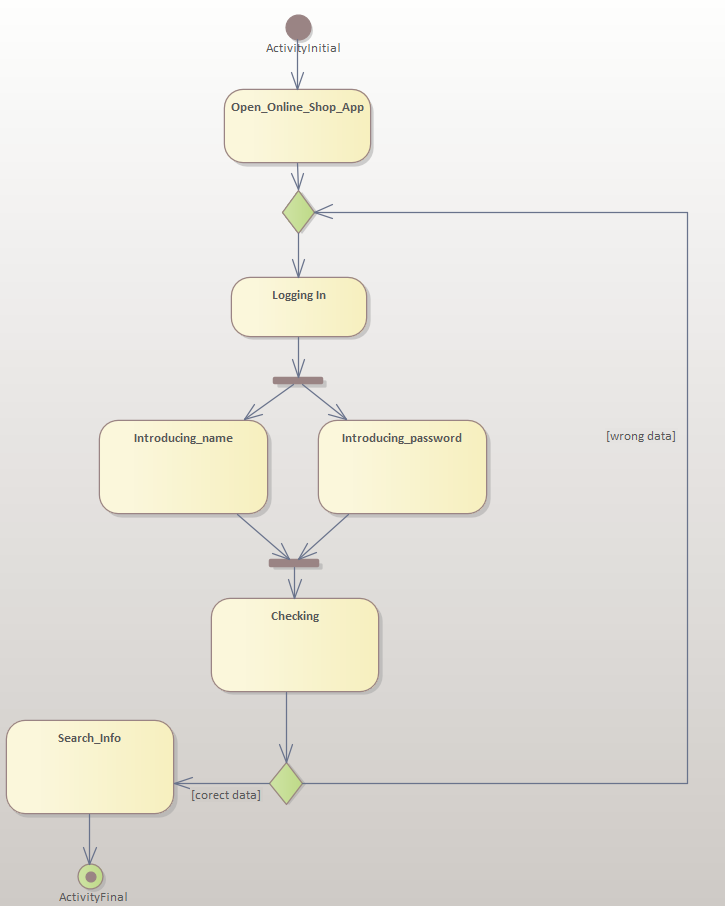 ActivityInitial
Open_Online_Shop_App
Logging In
Introducing_name
Introducing_password
[wrong data]
Checking
Search_Info
[corect data]
ActivityFinal